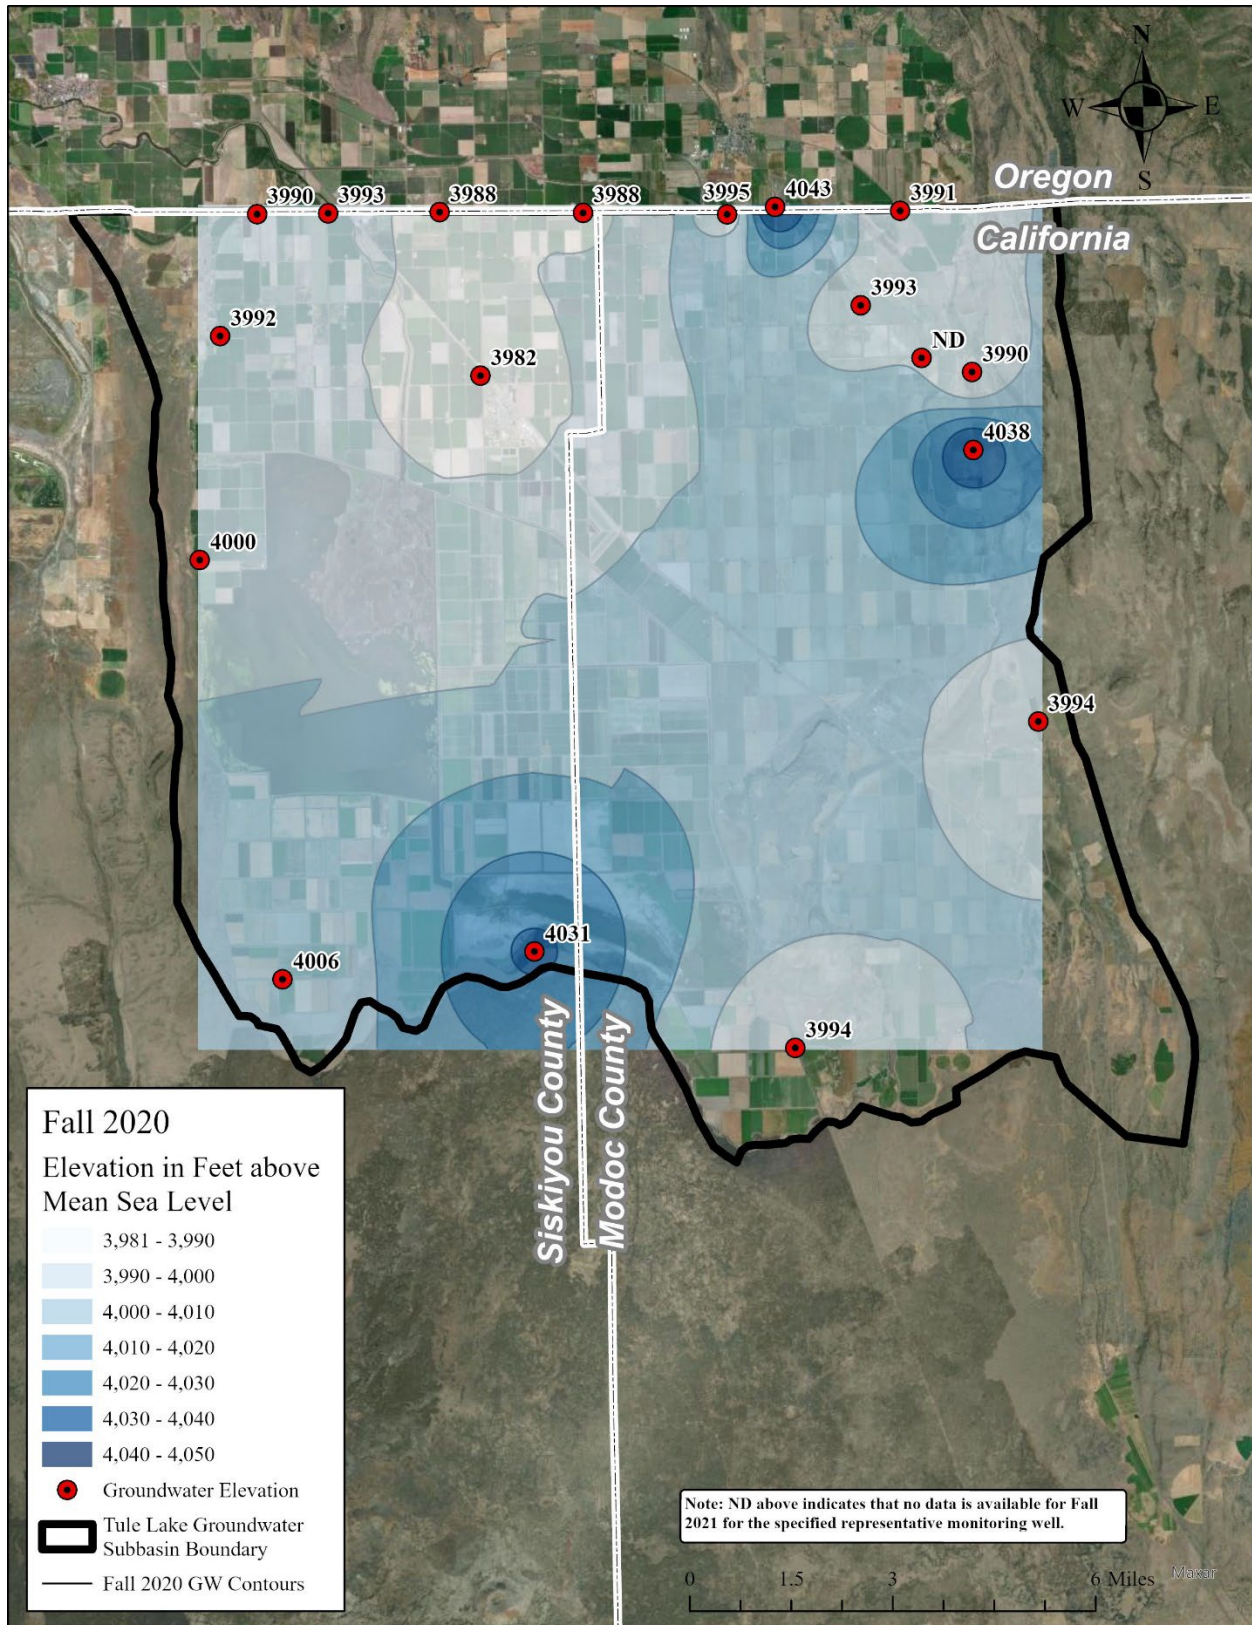 N
W
E
S
Oregon
California
3990
3993
3988
3988
3995
4043
3991
3992
3982
3993
ND
3990
4038
4000
3994
4006
4031
3994
Siskiyou County
Modoc County
Fall 2020
Elevation in Feet above
Mean Sea Level
3,981 - 3,990
3,990 - 4,000
4,000 - 4,010
4,010 - 4,020
4,020 - 4,030
4,030 - 4,040
4,040 - 4,050
Groundwater Elevation
Tule Lake Groundwater
Subbasin Boundary
Fall 2020 GW Contours
Note: ND above indicates that no data is available for Fall
2021 for the specified representative monitoring well.
0 1.5 3 6 Miles
Maxar